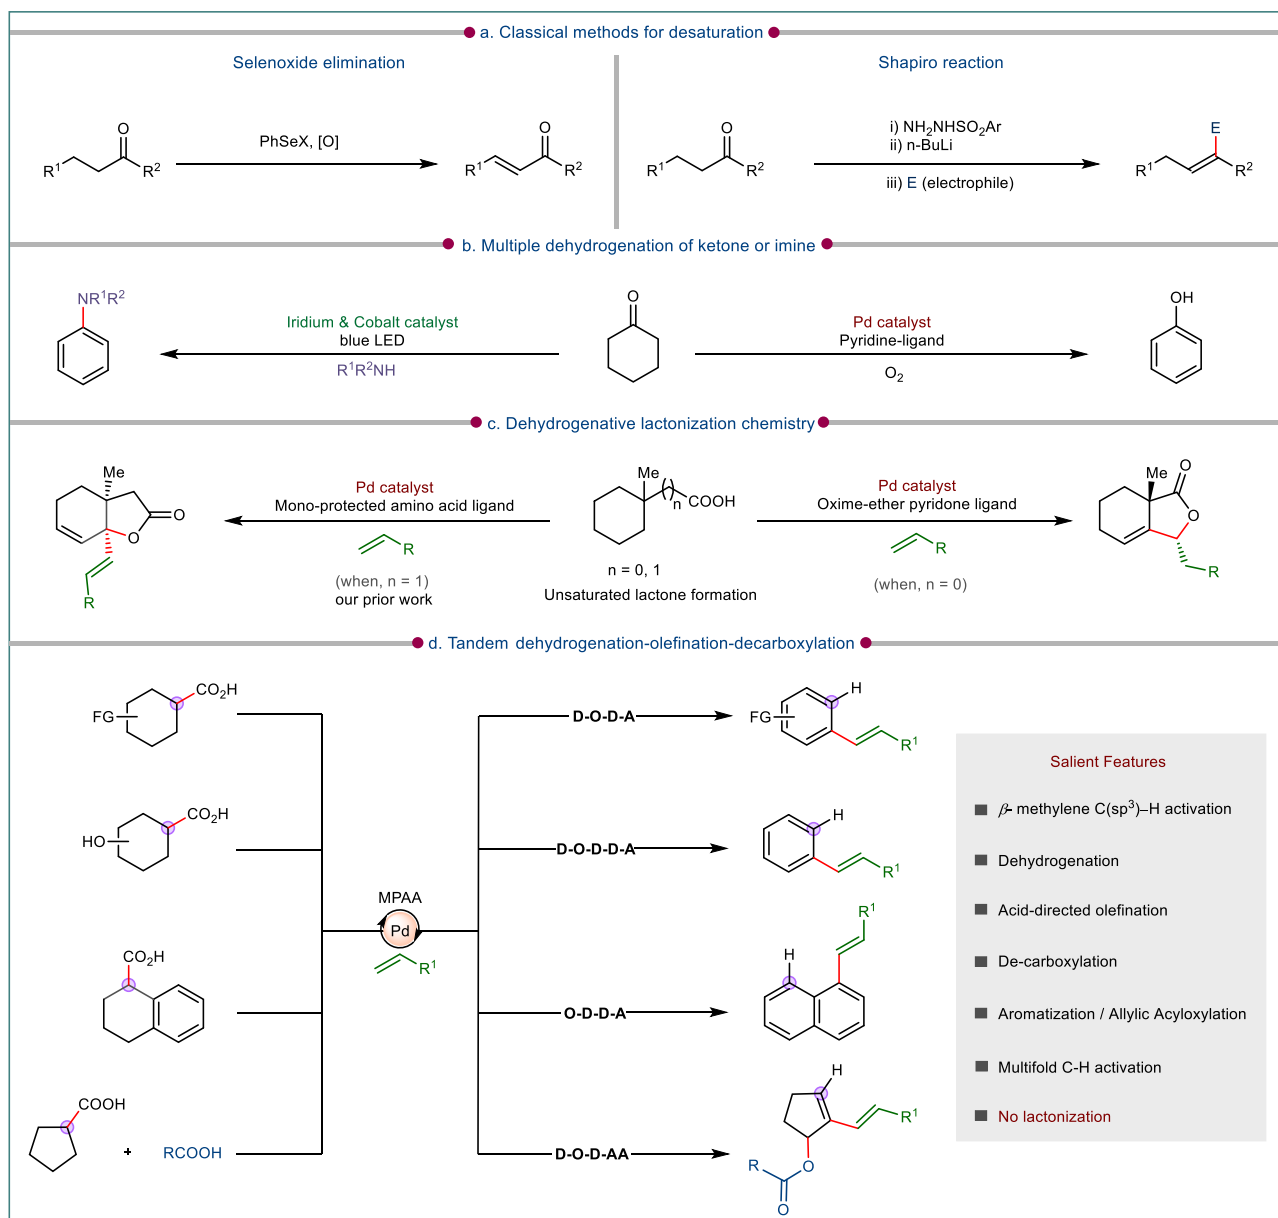 a. Classical methods for desaturation
Selenoxide elimination
Shapiro reaction
O
R¹
R²
PhSeX, [O]
O
R¹
R²
O
R¹
R²
i) NH₂NHSO₂Ar
ii) n-BuLi
iii) E (electrophile)
E
R¹
R²
b. Multiple dehydrogenation of ketone or imine
NR¹R²
Iridium & Cobalt catalyst
blue LED
R¹R²NH
O
Pd catalyst
Pyridine-ligand
O₂
OH
c. Dehydrogenative lactonization chemistry
Me
O
O
R
Pd catalyst
Mono-protected amino acid ligand
R
(when, n = 1)
our prior work
Me
n
COOH
n = 0, 1
Unsaturated lactone formation
Pd catalyst
Oxime-ether pyridone ligand
R
(when, n = 0)
Me
O
O
R
d. Tandem dehydrogenation-olefination-decarboxylation
CO₂H
FG
D-O-D-A
H
FG
R¹
CO₂H
HO
D-O-D-D-A
H
R¹
MPAA
Pd
R¹
CO₂H
O-D-D-A
R¹
H
COOH
+
RCOOH
D-O-D-AA
H
R¹
R
O
O
Salient Features
β- methylene C(sp³)–H activation
Dehydrogenation
Acid-directed olefination
De-carboxylation
Aromatization / Allylic Acyloxylation
Multifold C-H activation
No lactonization